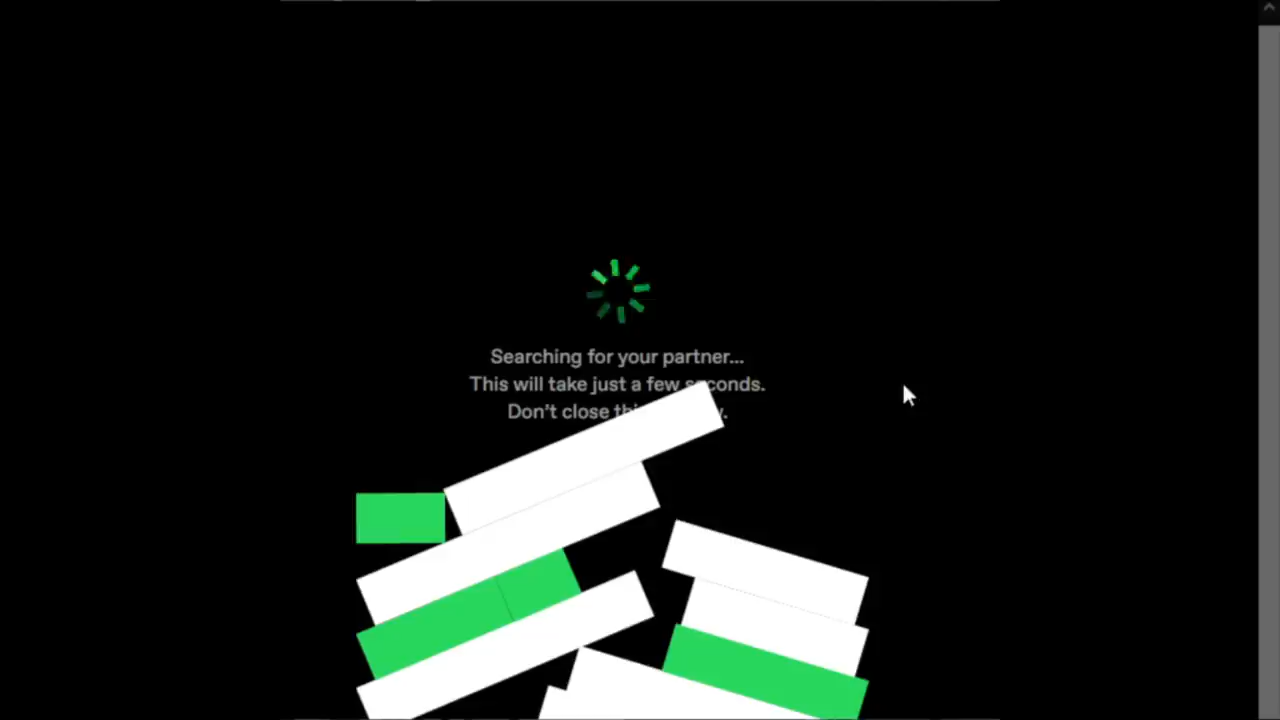 Searching for your partner...
This will take just a few seconds.
Don't close